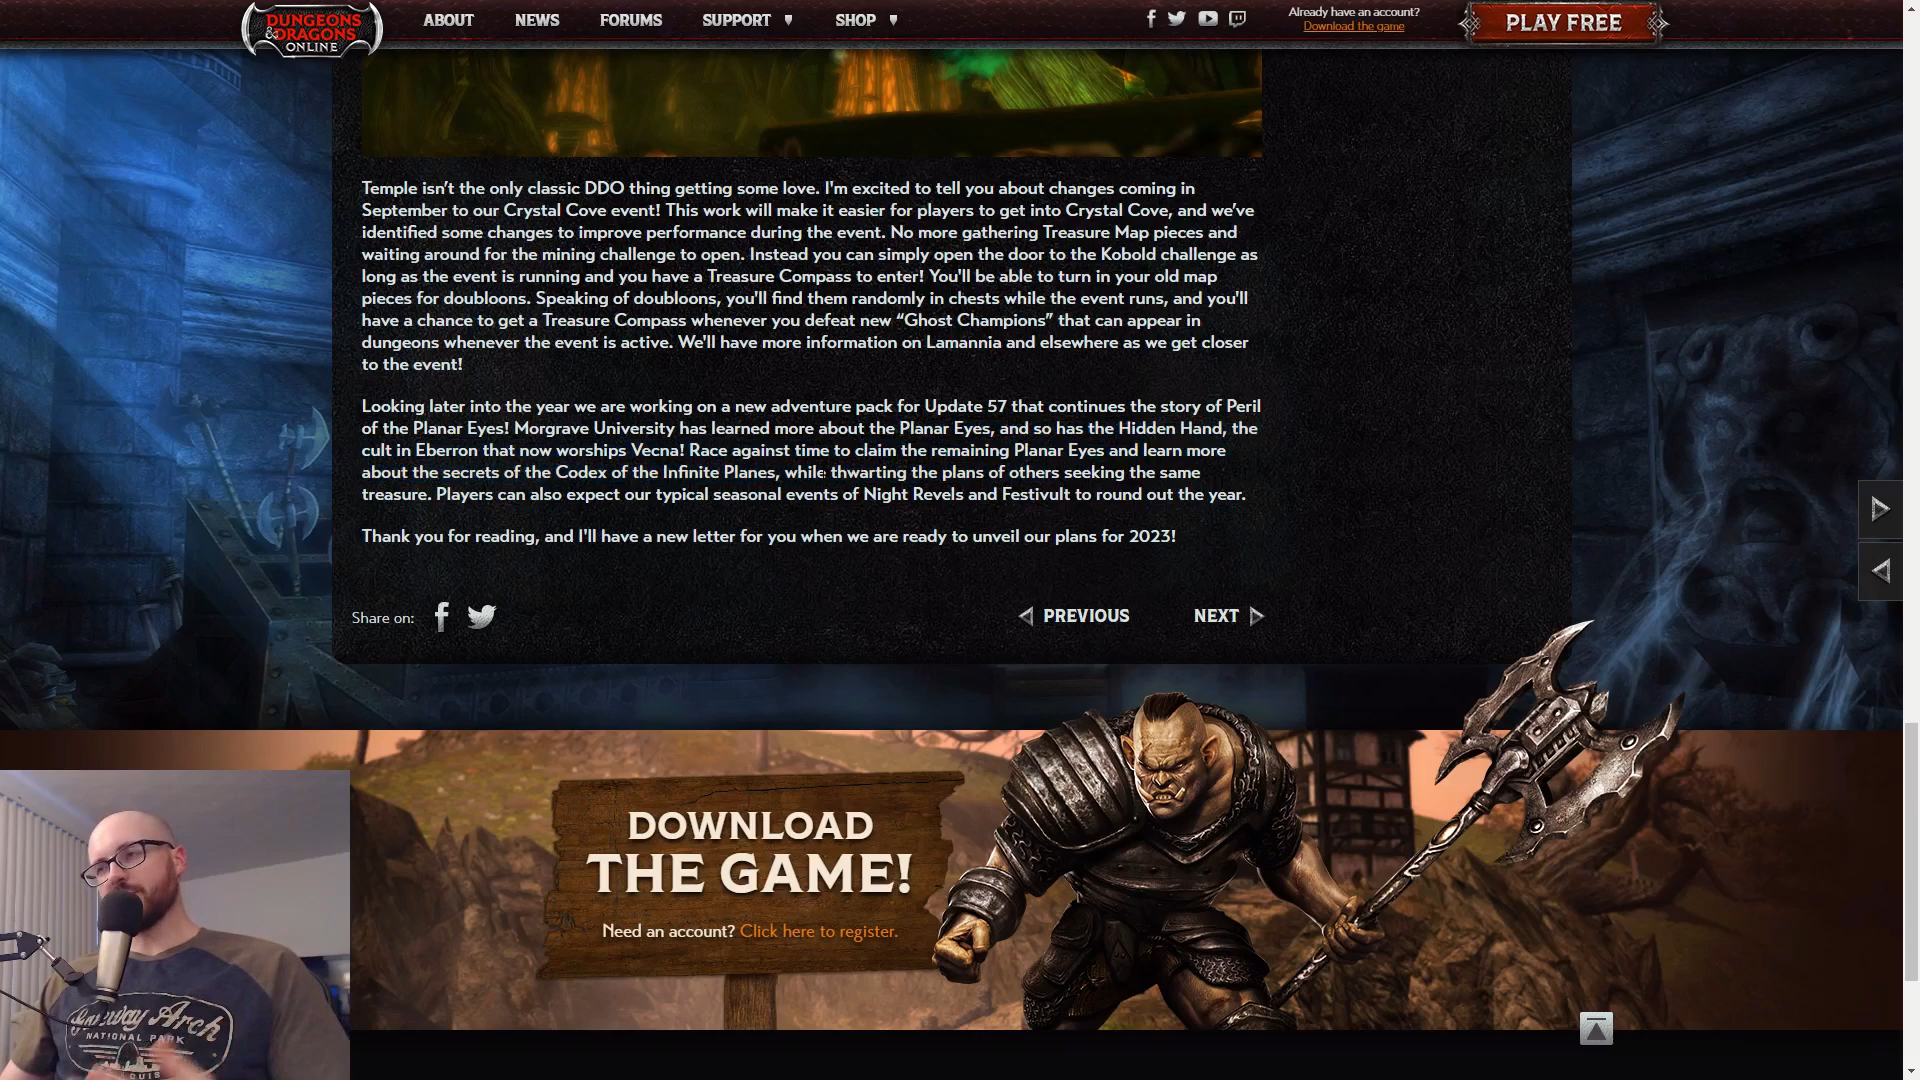 DUNGEONS
& DRAGONS
ONLINE
ABOUT
NEWS
FORUMS
SUPPORT
SHOP
Already have an account?
Download the game
PLAY FREE
Temple isn’t the only classic DDO thing getting some love. I'm excited to tell you about changes coming in
September to our Crystal Cove event! This work will make it easier for players to get into Crystal Cove, and we’ve
identified some changes to improve performance during the event. No more gathering Treasure Map pieces and
waiting around for the mining challenge to open. Instead you can simply open the door to the Kobold challenge as
long as the event is running and you have a Treasure Compass to enter! You'll be able to turn in your old map
pieces for doubloons. Speaking of doubloons, you'll find them randomly in chests while the event runs, and you'll
have a chance to get a Treasure Compass whenever you defeat new “Ghost Champions” that can appear in
dungeons whenever the event is active. We'll have more information on Lamannia and elsewhere as we get closer
to the event!
Looking later into the year we are working on a new adventure pack for Update 57 that continues the story of Peril
of the Planar Eyes! Morgrave University has learned more about the Planar Eyes, and so has the Hidden Hand, the
cult in Eberron that now worships Vecna! Race against time to claim the remaining Planar Eyes and learn more
about the secrets of the Codex of the Infinite Planes, while thwarting the plans of others seeking the same
treasure. Players can also expect our typical seasonal events of Night Revels and Festivult to round out the year.
Thank you for reading, and I'll have a new letter for you when we are ready to unveil our plans for 2023!
Share on:
PREVIOUS
NEXT
DOWNLOAD
THE GAME!
Need an account? Click here to register.
Gateway Arch
NATIONAL PARK
LOUIS